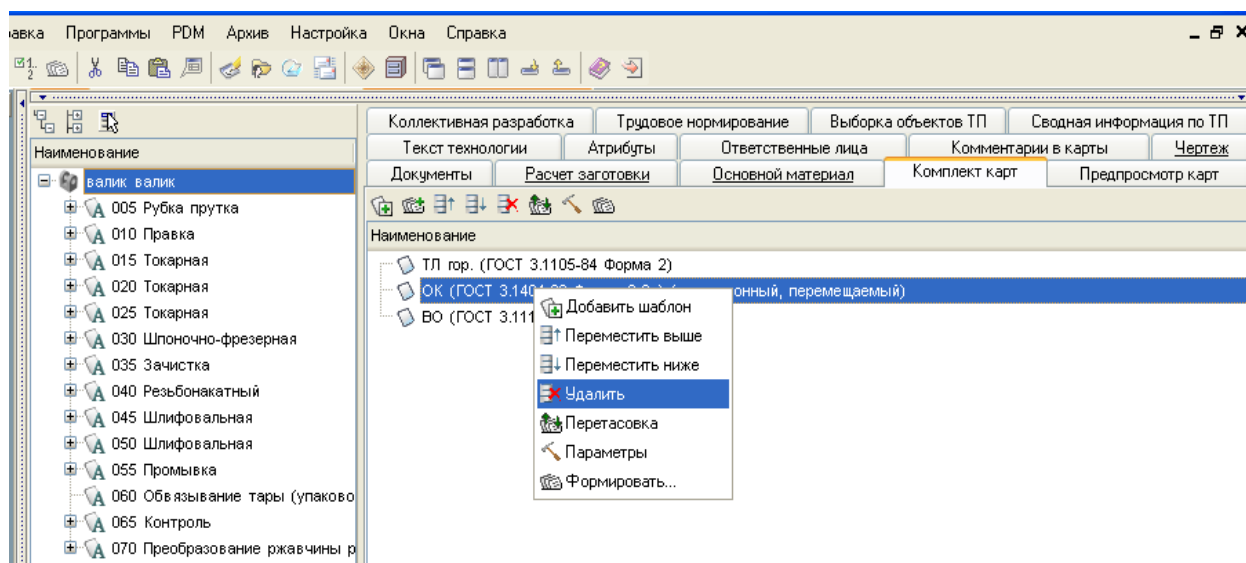 авка Программы PDM Архив Настройка Окна Справка
Коллективная разработка Трудовое нормирование Выборка объектов ТП Сводная информация по ТП
Текст технологии Атрибуты Ответственные лица Комментарии в карты Чертеж
Документы Расчет заготовки Основной материал Комплект карт Предпросмотр карт
Наименование
валик валик
005 Рубка прутка
010 Правка
015 Токарная
020 Токарная
025 Токарная
030 Шпоночно-фрезерная
035 Зачистка
040 Резьбонакатный
045 Шлифовальная
050 Шлифовальная
055 Промывка
060 Обвязывание тары (упаково
065 Контроль
070 Преобразование ржавчины р
Наименование
ТЛ гор. (ГОСТ 3.1105-84 Форма 2)
ОК (ГОСТ онный, перемещаемый)
ВО (ГОСТ 3.111
Добавить шаблон
Переместить выше
Переместить ниже
Удалить
Перетасовка
Параметры
Формировать...